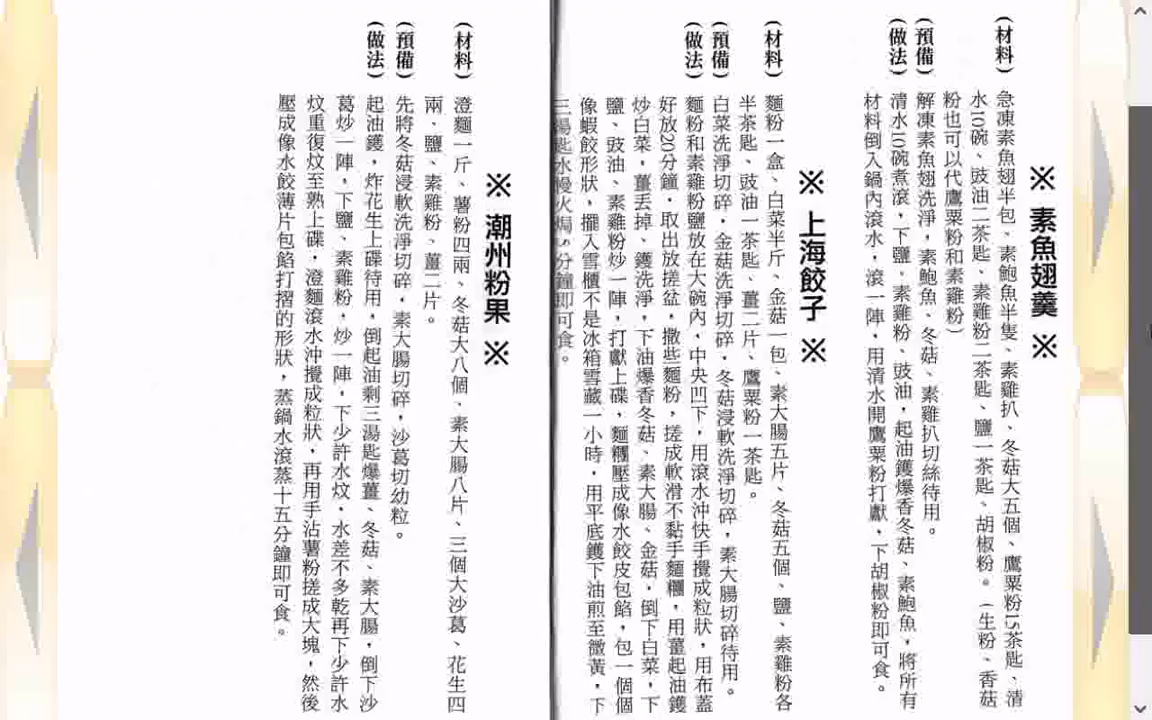 ※ 素魚翅羹 ※
(材料) 急凍素魚翅半包、素鮑魚半隻、素雞扒、冬菇大五個、鷹粟粉15茶匙、清
水10碗、豉油二茶匙、素雞粉二茶匙、鹽一茶匙、胡椒粉。(生粉、香菇
粉也可以代鷹粟粉和素雞粉)
(預備) 解凍素魚翅洗淨，素鮑魚、冬菇、素雞扒切絲待用。
(做法) 清水10碗煮滾，下鹽、素雞粉、豉油，起油鑊爆香冬菇、素鮑魚，將所有
材料倒入鍋內滾水，滾一陣，用清水開鷹粟粉打獻，下胡椒粉即可食。
※ 上海餃子 ※
(材料) 麵粉一盒、白菜半斤、金菇一包、素大腸五片、冬菇五個、鹽、素雞粉各
半茶匙、豉油一茶匙、薑二片、鷹粟粉一茶匙。
(預備) 白菜洗淨切碎，金菇洗淨切碎，冬菇浸軟洗淨切碎，素大腸切碎待用。
(做法) 麵粉和素雞粉鹽放在大碗內，中央凹下，用滾水沖快手攪成粒狀，用布蓋
好放20分鐘，取出放搓盆，撒些麵粉，搓成軟滑不黏手麵糰，用薑起油鑊
炒白菜，薑丟掉、鑊洗淨，下油爆香冬菇、素大腸、金菇，倒下白菜，下
鹽、豉油、素雞粉炒一陣，打獻上碟，麵糰壓成像水餃皮包餡，包一個個
像蝦餃形狀，擺入雪櫃不是冰箱雪藏一小時，用平底鑊下油煎至微黃，下
三湯匙水慢火焗5分鐘即可食。
※ 潮州粉果 ※
(材料) 澄麵一斤、薯粉四兩、冬菇大八個、素大腸八片、三個大沙葛、花生四
兩、鹽、素雞粉、薑二片。
(預備) 先將冬菇浸軟洗淨切碎，素大腸切碎，沙葛切幼粒。
(做法) 起油鑊，炸花生上碟待用，倒起油剩三湯匙爆薑、冬菇、素大腸，倒下沙
葛炒一陣，下鹽、素雞粉，炒一陣，下少許水炆，水差不多乾再下少許水
炆重復炆至熟上碟，澄麵滾水沖攪成粒狀，再用手沾薯粉搓成大塊，然後
壓成像水餃薄片包餡打摺的形狀，蒸鍋水滾蒸十五分鐘即可食。